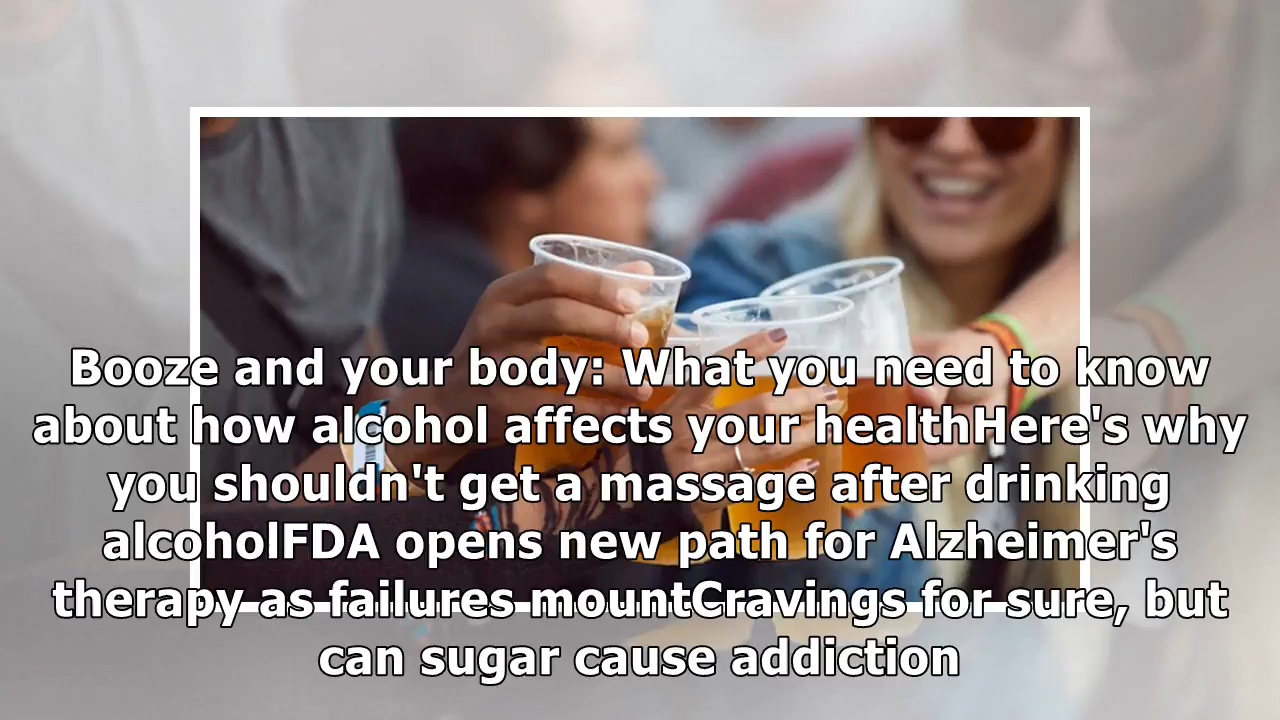 Booze and your body: What you need to know
about how alcohol affects your healthHere's why
you shouldn't get a massage after drinking
alcoholFDA opens new path for Alzheimer's
therapy as failures mountCravings for sure, but
can sugar cause addiction